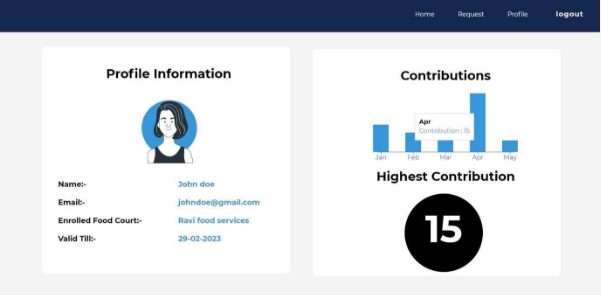 Home Request Profile logout
Profile Information
Name:- John doe
Email:- johndoe@gmail.com
Enrolled Food Court:- Ravi food services
Valid Till:- 29-02-2023
Contributions
Apr
Contribution : 15
Jan Feb Mar Apr May
Highest Contribution
15